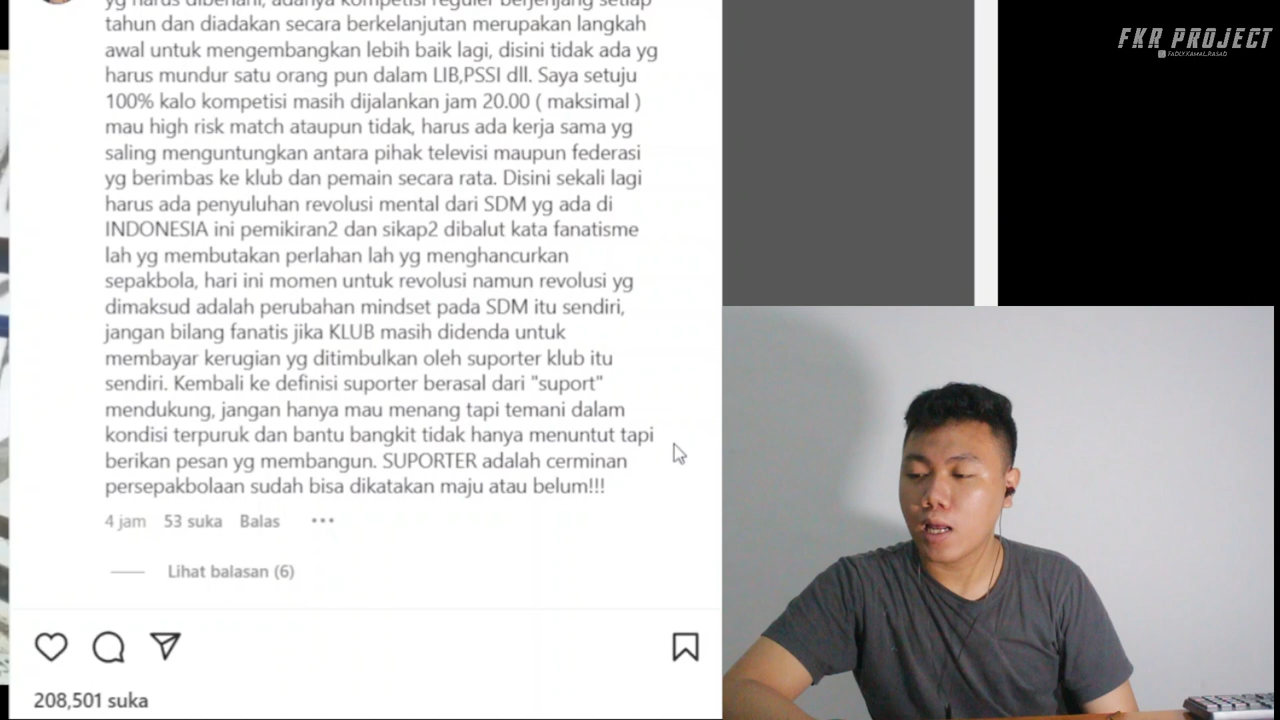 yg harus dibenahi, adanya kompetisi reguler berjenjang setiap
tahun dan diadakan secara berkelanjutan merupakan langkah
awal untuk mengembangkan lebih baik lagi, disini tidak ada yg
harus mundur satu orang pun dalam LIB,PSSI dll. Saya setuju
100% kalo kompetisi masih dijalankan jam 20.00 ( maksimal )
mau high risk match ataupun tidak, harus ada kerja sama yg
saling menguntungkan antara pihak televisi maupun federasi
yg berimbas ke klub dan pemain secara rata. Disini sekali lagi
harus ada penyuluhan revolusi mental dari SDM yg ada di
INDONESIA ini pemikiran2 dan sikap2 dibalut kata fanatisme
lah yg membutakan perlahan lah yg menghancurkan
sepakbola, hari ini momen untuk revolusi namun revolusi yg
dimaksud adalah perubahan mindset pada SDM itu sendiri,
jangan bilang fanatis jika KLUB masih didenda untuk
membayar kerugian yg ditimbulkan oleh suporter klub itu
sendiri. Kembali ke definisi suporter berasal dari "suport"
mendukung, jangan hanya mau menang tapi temani dalam
kondisi terpuruk dan bantu bangkit tidak hanya menuntut tapi
berikan pesan yg membangun. SUPORTER adalah cerminan
persepakbolaan sudah bisa dikatakan maju atau belum!!!
4 jam 53 suka Balas ...
Lihat balasan (6)
208,501 suka
FKR PROJECT
FadlyKamal_Rasad